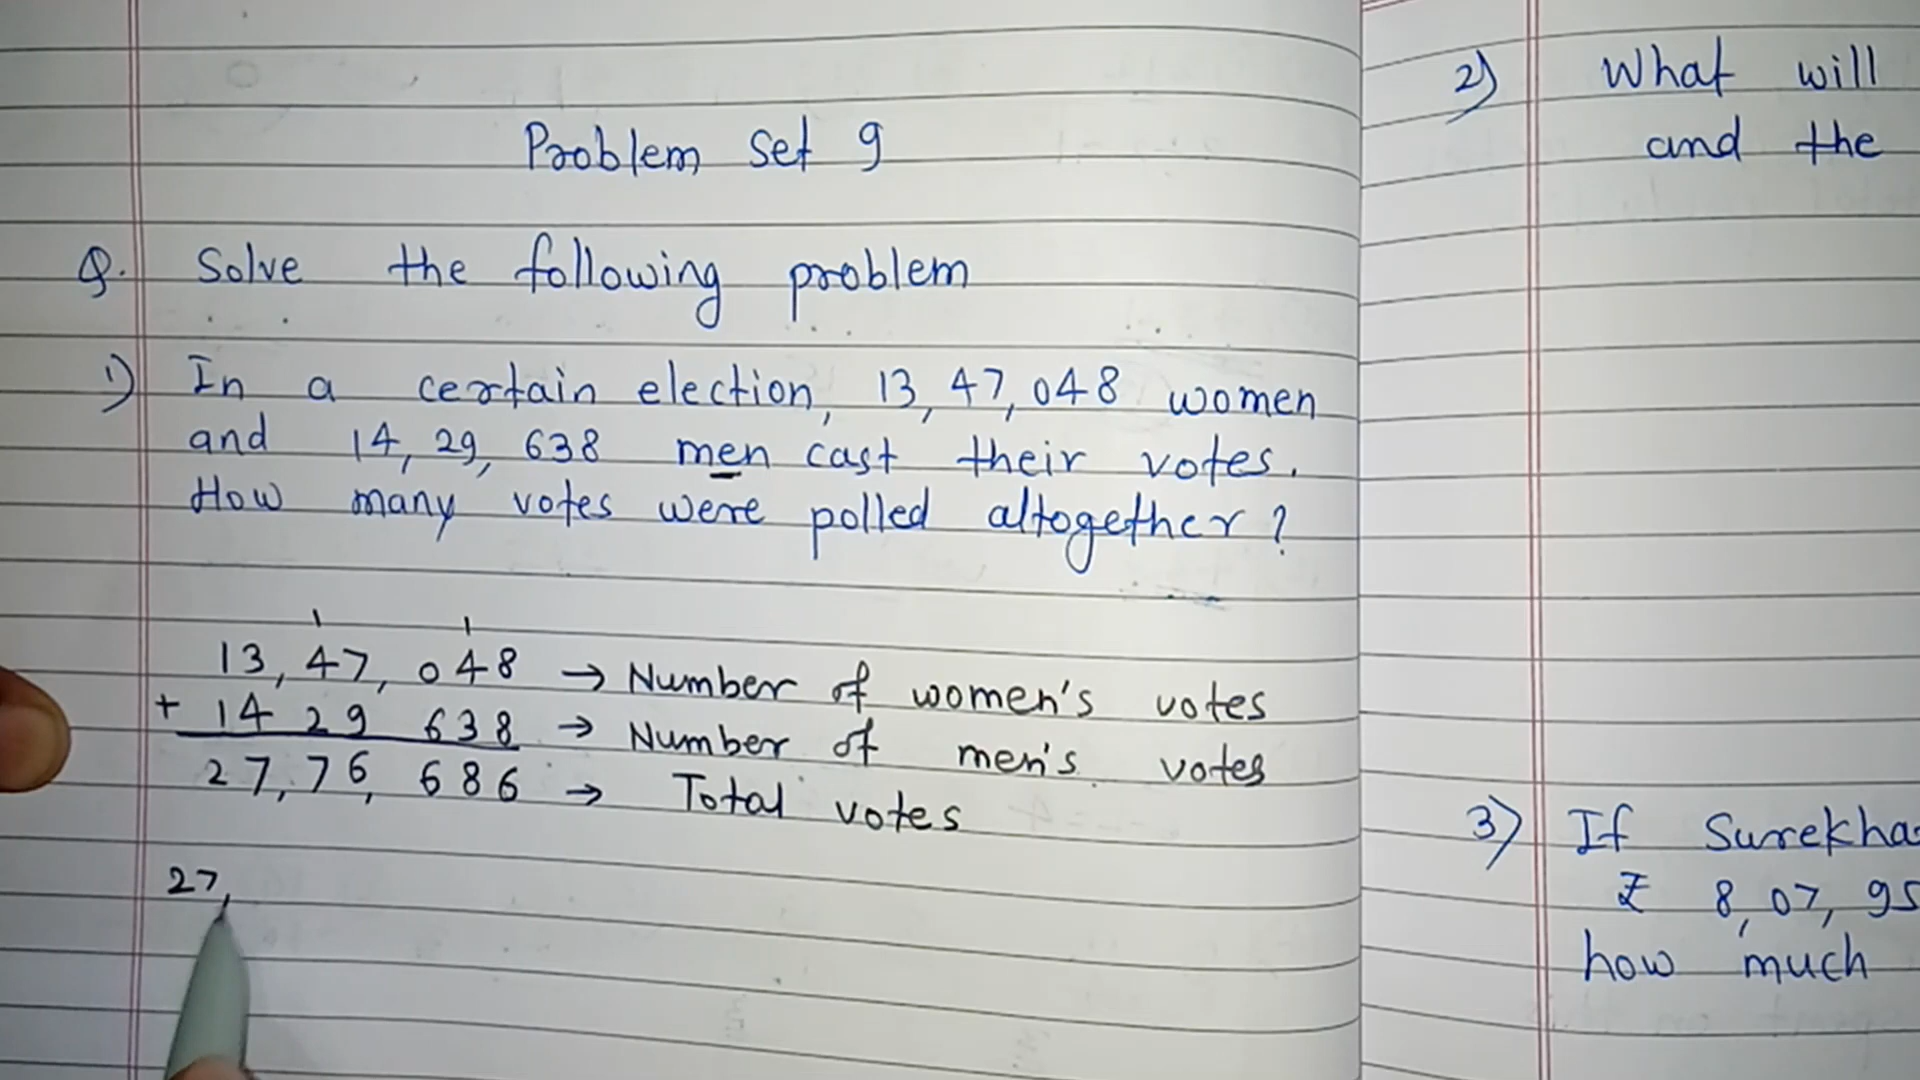 Problem set 9
Q. Solve the following problem
1) In a certain election, 13,47,048 women
and 14,29,638 men cast their votes.
How many votes were polled altogether?
1 1
13,47,048 → Number of women's votes
+ 14 29 638 → Number of men's votes
27,76,686 → Total votes
27,
2) What will
and the
3) If Surekha
₹ 8,07,95
how much